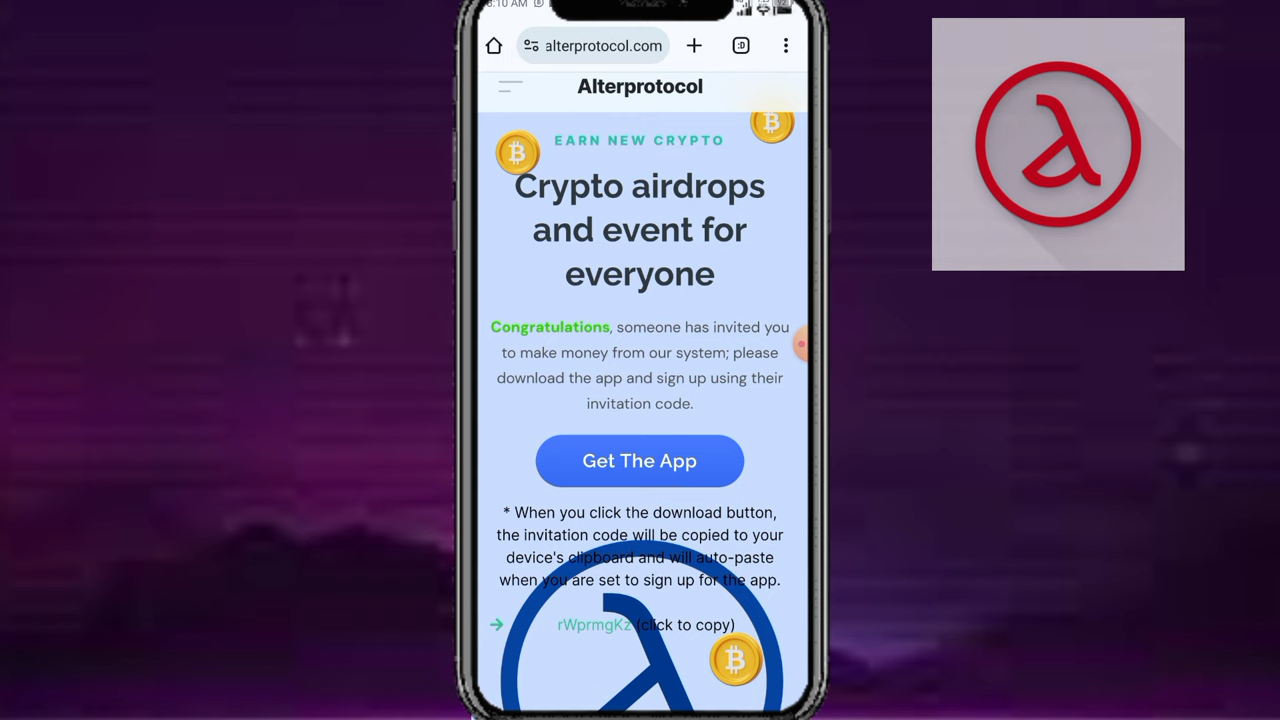 8:10 AM
alterprotocol.com
:D
Alterprotocol
EARN NEW CRYPTO
Crypto airdrops
and event for
everyone
Congratulations, someone has invited you
to make money from our system; please
download the app and sign up using their
invitation code.
Get The App
* When you click the download button,
the invitation code will be copied to your
device's clipboard and will auto-paste
when you are set to sign up for the app.
→ rWprmgKz (click to copy)